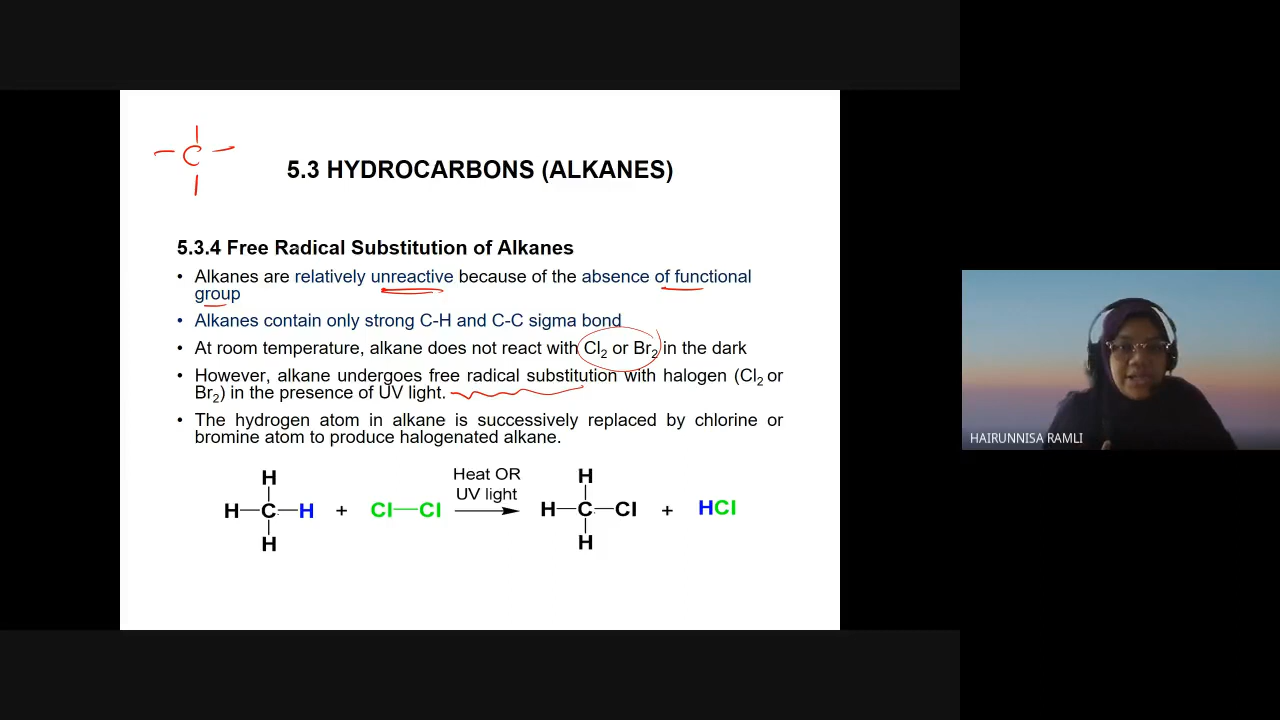 C
5.3 HYDROCARBONS (ALKANES)
5.3.4 Free Radical Substitution of Alkanes
• Alkanes are relatively unreactive because of the absence of functional
group
• Alkanes contain only strong C-H and C-C sigma bond
• At room temperature, alkane does not react with Cl₂ or Br₂ in the dark
• However, alkane undergoes free radical substitution with halogen (Cl₂ or
Br₂) in the presence of UV light.
• The hydrogen atom in alkane is successively replaced by chlorine or
bromine atom to produce halogenated alkane.
H Heat OR H
UV light
H—C—H + Cl—Cl H—C—Cl + HCl
H H
HAIRUNNISA RAMLI